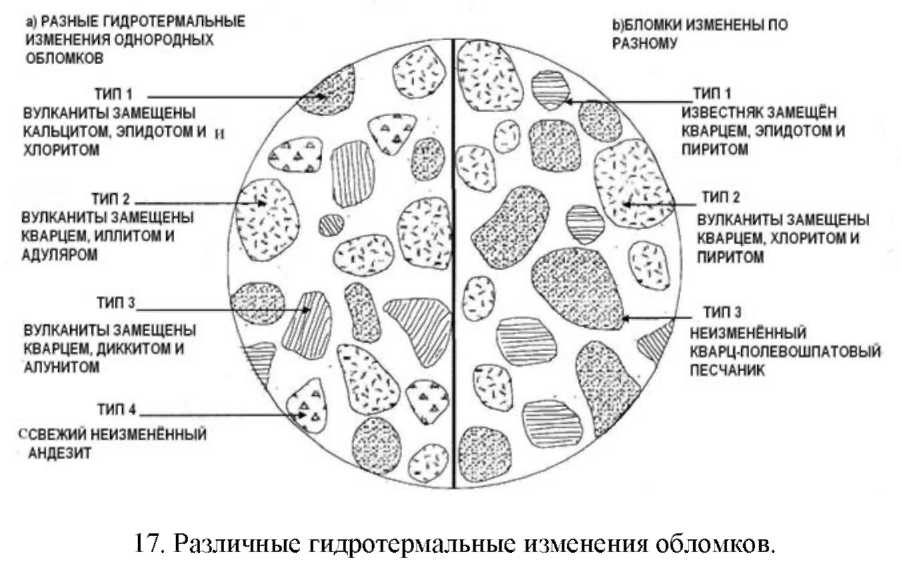 а) РАЗНЫЕ ГИДРОТЕРМАЛЬНЫЕ
ИЗМЕНЕНИЯ ОДНОРОДНЫХ
ОБЛОМКОВ
ТИП 1
ВУЛКАНИТЫ ЗАМЕЩЕНЫ
КАЛЬЦИТОМ, ЭПИДОТОМ И и
ХЛОРИТОМ
ТИП 2
ВУЛКАНИТЫ ЗАМЕЩЕНЫ
КВАРЦЕМ, ИЛЛИТОМ И
АДУЛЯРОМ
ТИП 3
ВУЛКАНИТЫ ЗАМЕЩЕНЫ
КВАРЦЕМ, ДИККИТОМ И
АЛУНИТОМ
ТИП 4
ССВЕЖИЙ НЕИЗМЕНЁННЫЙ
АНДЕЗИТ
b)БЛОМКИ ИЗМЕНЕНЫ ПО
РАЗНОМУ
ТИП 1
ИЗВЕСТНЯК ЗАМЕЩЁН
КВАРЦЕМ, ЭПИДОТОМ И
ПИРИТОМ
ТИП 2
ВУЛКАНИТЫ ЗАМЕЩЕНЫ
КВАРЦЕМ, ХЛОРИТОМ И
ПИРИТОМ
ТИП 3
НЕИЗМЕНЁННЫЙ
КВАРЦ-ПОЛЕВОШПАТОВЫЙ
ПЕСЧАНИК
17. Различные гидротермальные изменения обломков.